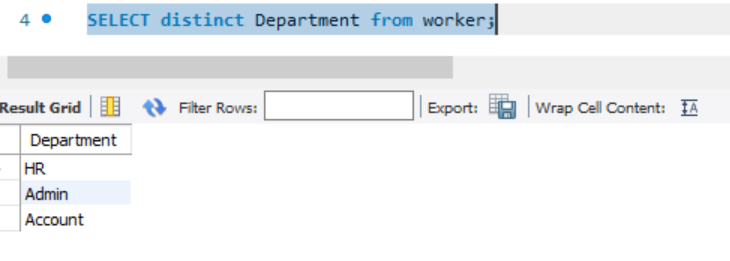 4 SELECT distinct Department from worker;
Result Grid Filter Rows: Export: Wrap Cell Content:
Department
HR
Admin
Account